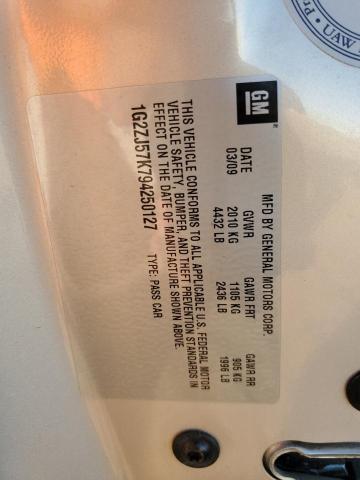 GM
MFD BY GENERAL MOTORS CORP.
DATE GVWR GAWR FRT GAWR RR
03/09 2010 KG 1105 KG 905 KG
4432 LB 2436 LB 1996 LB
THIS VEHICLE CONFORMS TO ALL APPLICABLE U.S. FEDERAL MOTOR
VEHICLE SAFETY, BUMPER, AND THEFT PREVENTION STANDARDS IN
EFFECT ON THE DATE OF MANUFACTURE SHOWN ABOVE.
1G2ZJ57K794250127 TYPE: PASS CAR
UAW